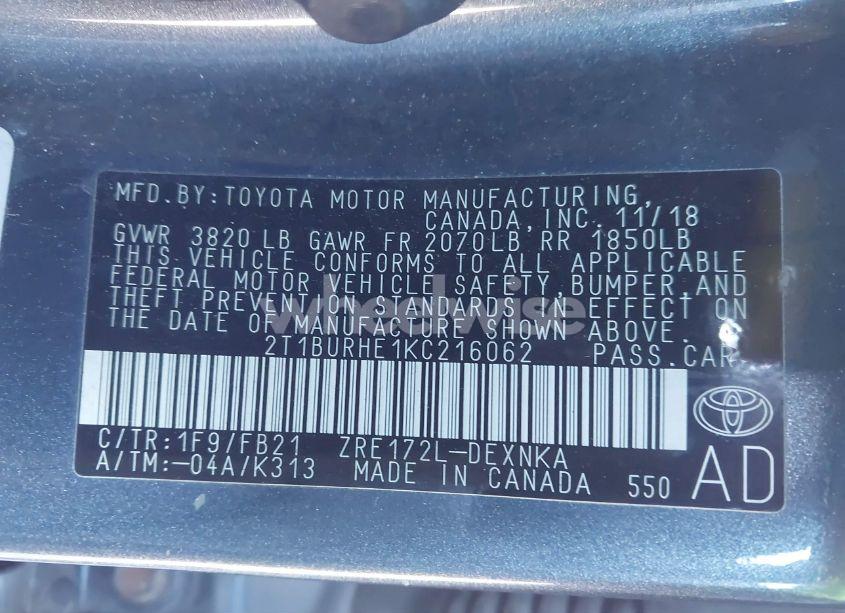 MFD.BY:TOYOTA MOTOR MANUFACTURING,
CANADA,INC. 11/18
GVWR 3820 LB GAWR FR 2070LB RR 1850LB
THIS VEHICLE CONFORMS TO ALL APPLICABLE
FEDERAL MOTOR VEHICLE SAFETY,BUMPER,AND
THEFT PREVENTION STANDARDS IN EFFECT ON
THE DATE OF MANUFACTURE SHOWN ABOVE.
wheelwise
2T1BURHE1KC216062 PASS.CAR
C/TR:1F9/FB21 ZRE172L-DEXNKA
A/TM:-04A/K313 MADE IN CANADA 550 AD